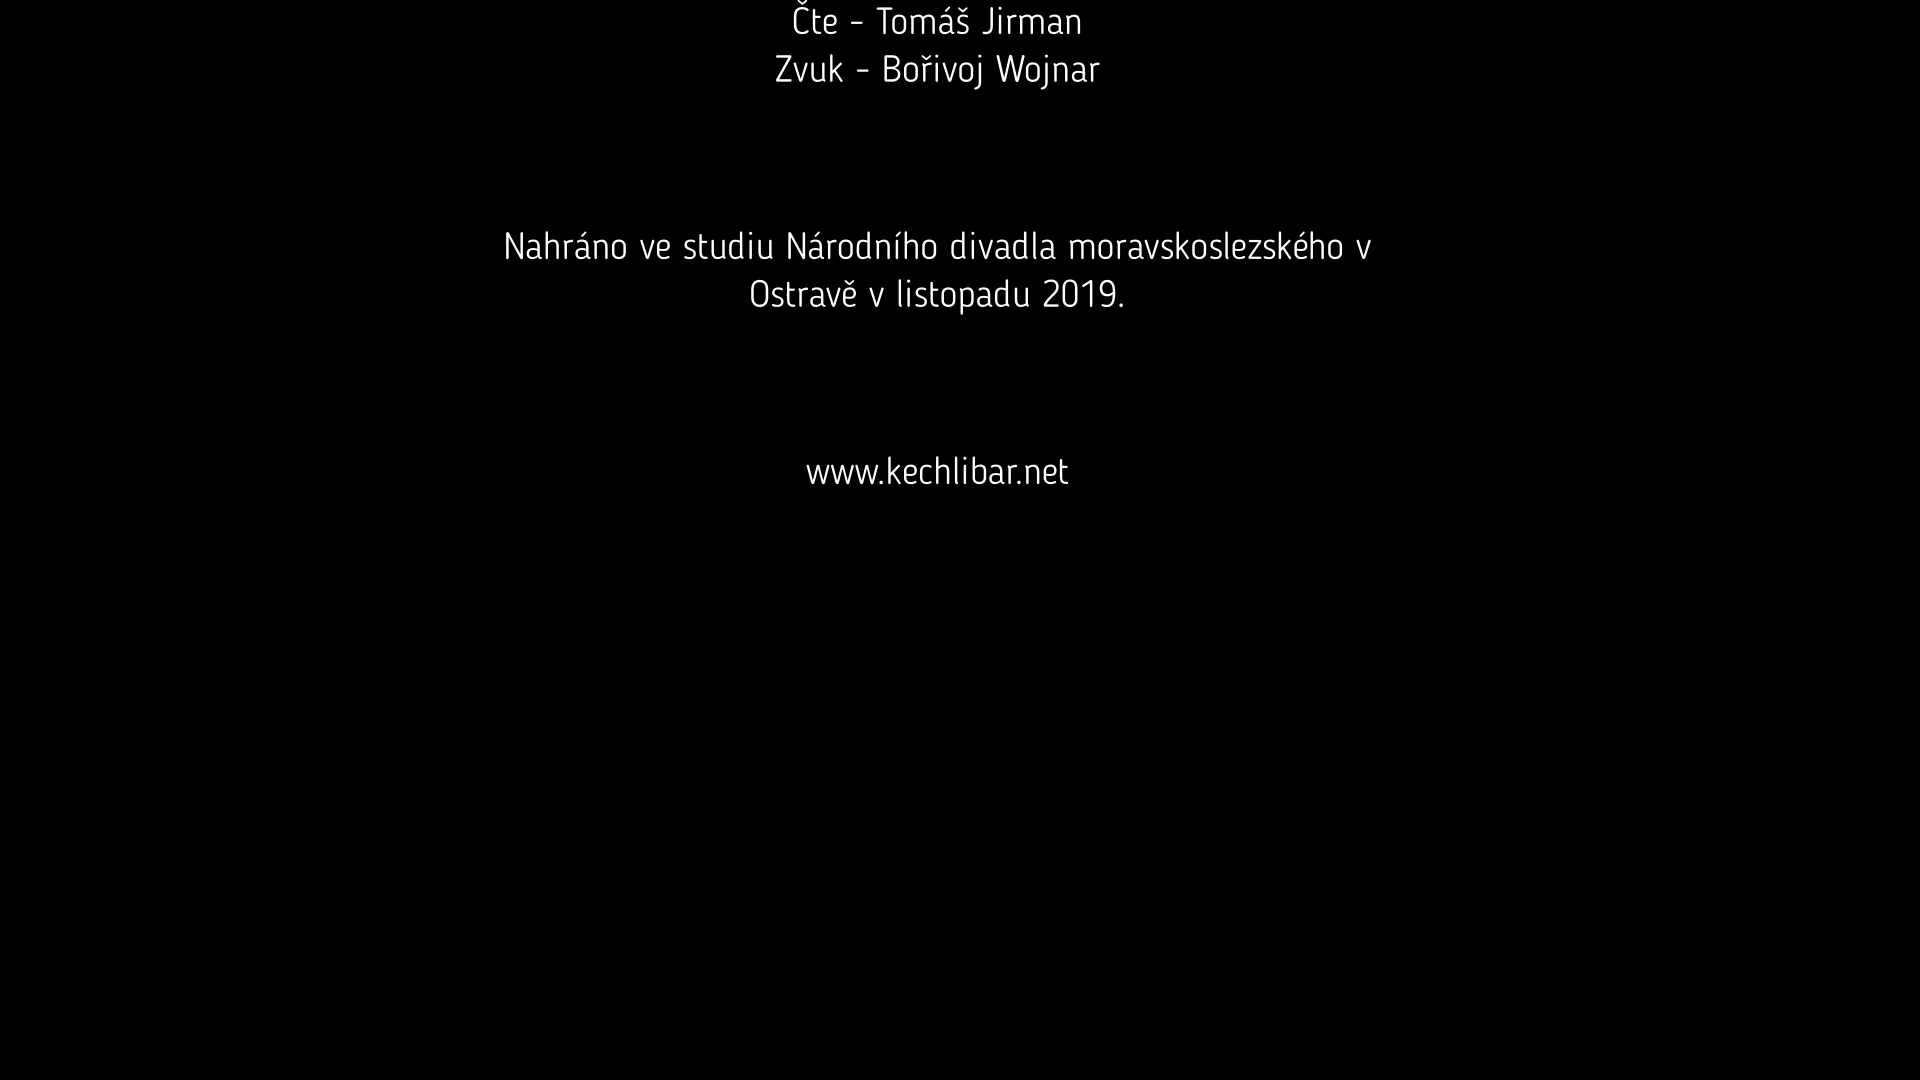 Čte - Tomáš Jirman
Zvuk - Bořivoj Wojnar
Nahráno ve studiu Národního divadla moravskoslezského v
Ostravě v listopadu 2019.
www.kechlibar.net